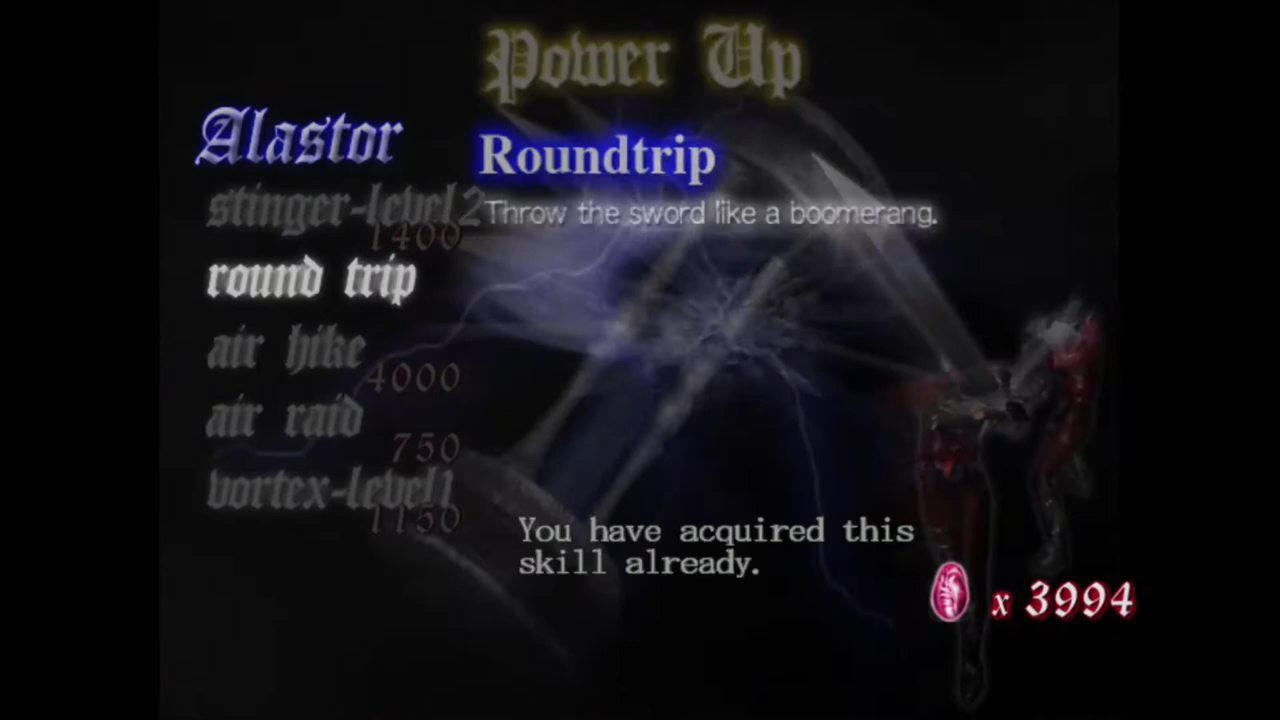 Power Up
Alastor
Roundtrip
stinger-level2
Throw the sword like a boomerang.
1400
round trip
air hike
4000
air raid
750
vortex-level1
1150
You have acquired this
skill already.
x 3994